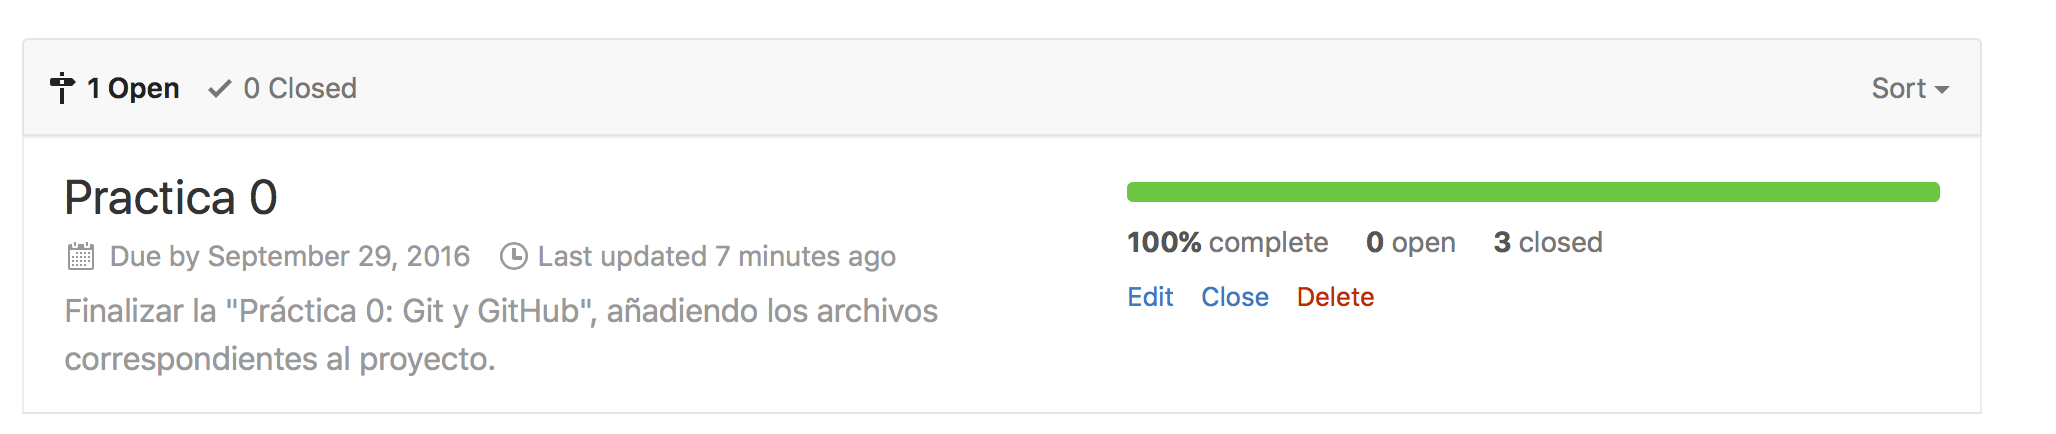 1 Open 0 Closed Sort
Practica 0
Due by September 29, 2016 Last updated 7 minutes ago
Finalizar la "Práctica 0: Git y GitHub", añadiendo los archivos
correspondientes al proyecto.
100% complete 0 open 3 closed
Edit Close Delete